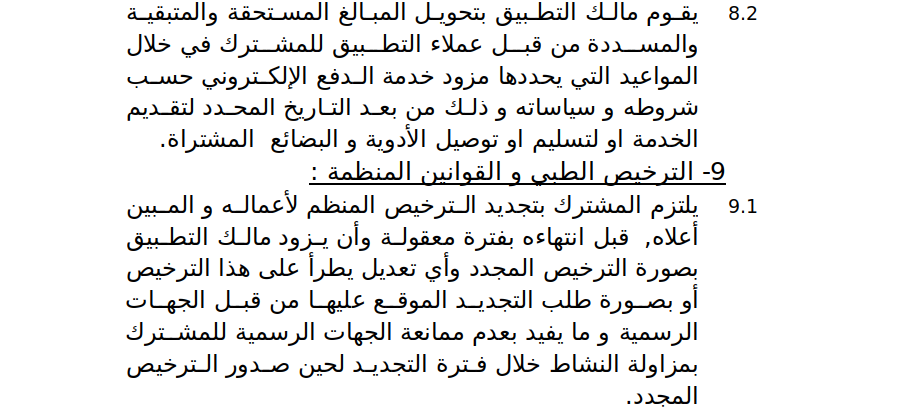 8.2 يقوم مالك التطبيق بتحويل المبالغ المستحقة والمتبقية
والمسددة من قبل عملاء التطبيق للمشترك في خلال
المواعيد التي يحددها مزود خدمة الدفع الإلكتروني حسب
شروطه و سياساته و ذلك من بعد التاريخ المحدد لتقديم
الخدمة او لتسليم او توصيل الأدوية و البضائع المشتراة.
9- الترخيص الطبي و القوانين المنظمة :
9.1 يلتزم المشترك بتجديد الترخيص المنظم لأعماله و المبين
أعلاه, قبل انتهاءه بفترة معقولة وأن يزود مالك التطبيق
بصورة الترخيص المجدد وأي تعديل يطرأ على هذا الترخيص
أو بصورة طلب التجديد الموقع عليها من قبل الجهات
الرسمية و ما يفيد بعدم ممانعة الجهات الرسمية للمشترك
بمزاولة النشاط خلال فترة التجديد لحين صدور الترخيص
المجدد.